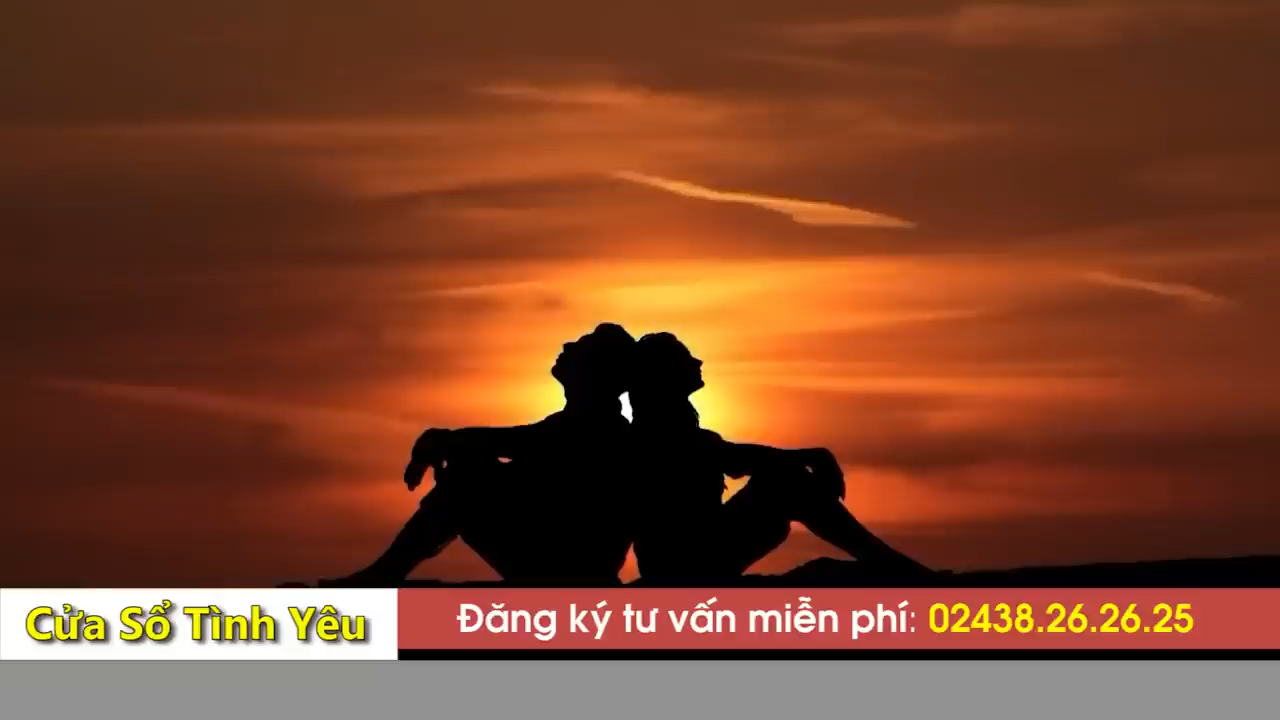 Cửa Sổ Tình Yêu
Đăng ký tư vấn miễn phí: 02438.26.26.25